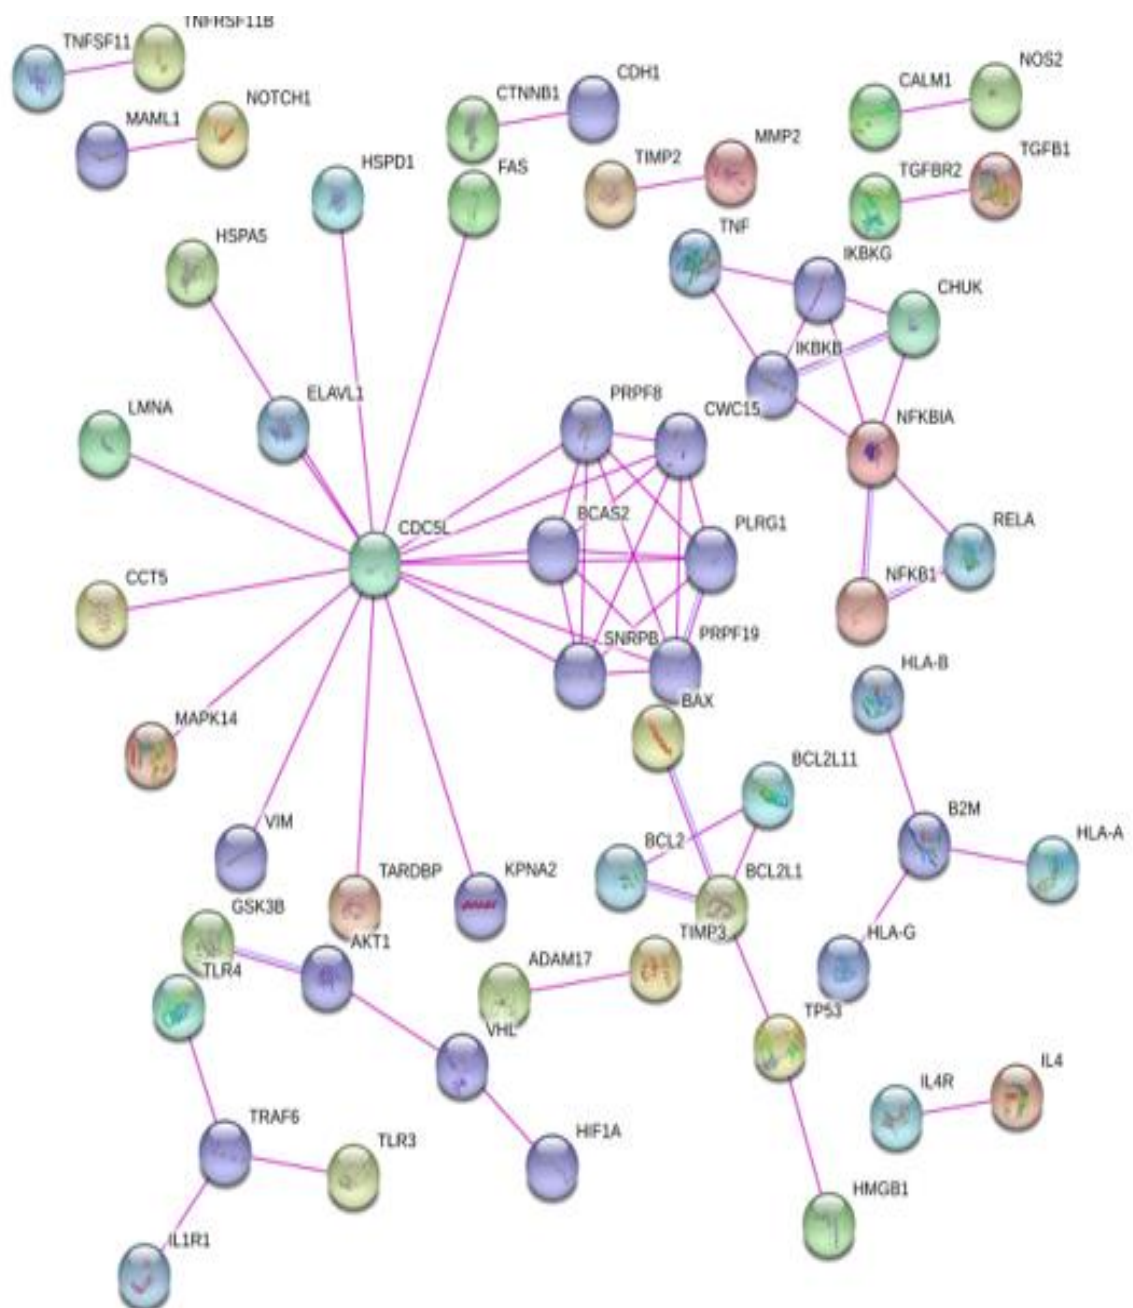 TNFRSF11B
TNFSF11
NOTCH1
MAML1
CTNNB1
CDH1
NOS2
CALM1
HSPD1
FAS
TIMP2
MMP2
TGFB1
TGFBR2
HSPA5
TNF
IKBKG
CHUK
IKBKB
LMNA
ELAVL1
PRPF8
CWC15
NFKBIA
CDC5L
BCAS2
PLRG1
RELA
CCT5
NFKB1
SNRPB
PRPF19
HLA-B
BAX
MAPK14
BCL2L11
VIM
BCL2
B2M
HLA-A
TARDBP
KPNA2
BCL2L1
GSK3B
AKT1
TIMP3
HLA-G
TLR4
ADAM17
TP53
VHL
IL4R
IL4
TRAF6
TLR3
HIF1A
HMGB1
IL1R1